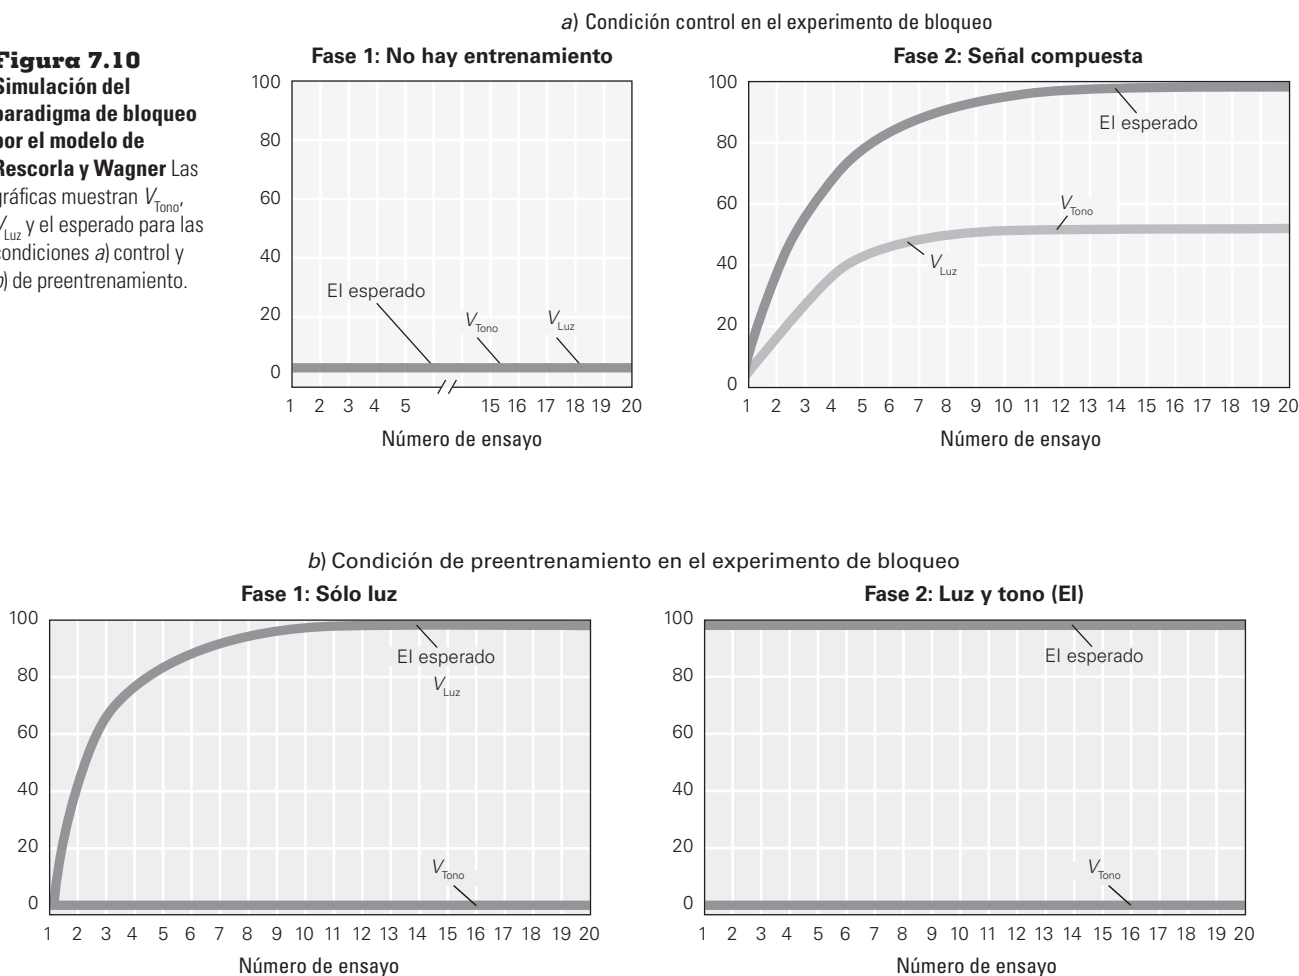 a) Condición control en el experimento de bloqueo
Figura 7.10
Simulación del
paradigma de bloqueo
por el modelo de
Rescorla y Wagner Las
gráficas muestran VTono,
VLuz y el esperado para las
condiciones a) control y
b) de preentrenamiento.
Fase 1: No hay entrenamiento
100
80
60
40
20
0
EI esperado
VTono
VLuz
1 2 3 4 5 15 16 17 18 19 20
Número de ensayo
Fase 2: Señal compuesta
100
80
60
40
20
0
EI esperado
VTono
VLuz
1 2 3 4 5 6 7 8 9 10 11 12 13 14 15 16 17 18 19 20
Número de ensayo
b) Condición de preentrenamiento en el experimento de bloqueo
Fase 1: Sólo luz
100
80
60
40
20
0
EI esperado
VLuz
VTono
1 2 3 4 5 6 7 8 9 10 11 12 13 14 15 16 17 18 19 20
Número de ensayo
Fase 2: Luz y tono (EI)
100
80
60
40
20
0
EI esperado
VTono
1 2 3 4 5 6 7 8 9 10 11 12 13 14 15 16 17 18 19 20
Número de ensayo